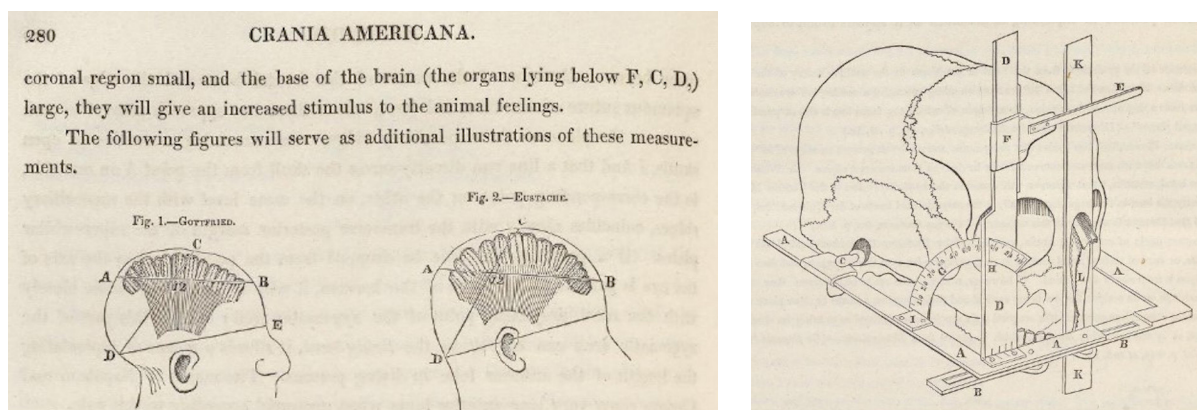 280
CRANIA AMERICANA.
coronal region small, and the base of the brain (the organs lying below F, C, D,)
large, they will give an increased stimulus to the animal feelings.
The following figures will serve as additional illustrations of these measure-
ments.
Fig. 1.—Gottfried.
Fig. 2.—Eustache.
C
A
12
B
E
D
C
A
12
B
D
D
K
E
F
A
C
G
H
A
I
D
L
A
A
B
B
K